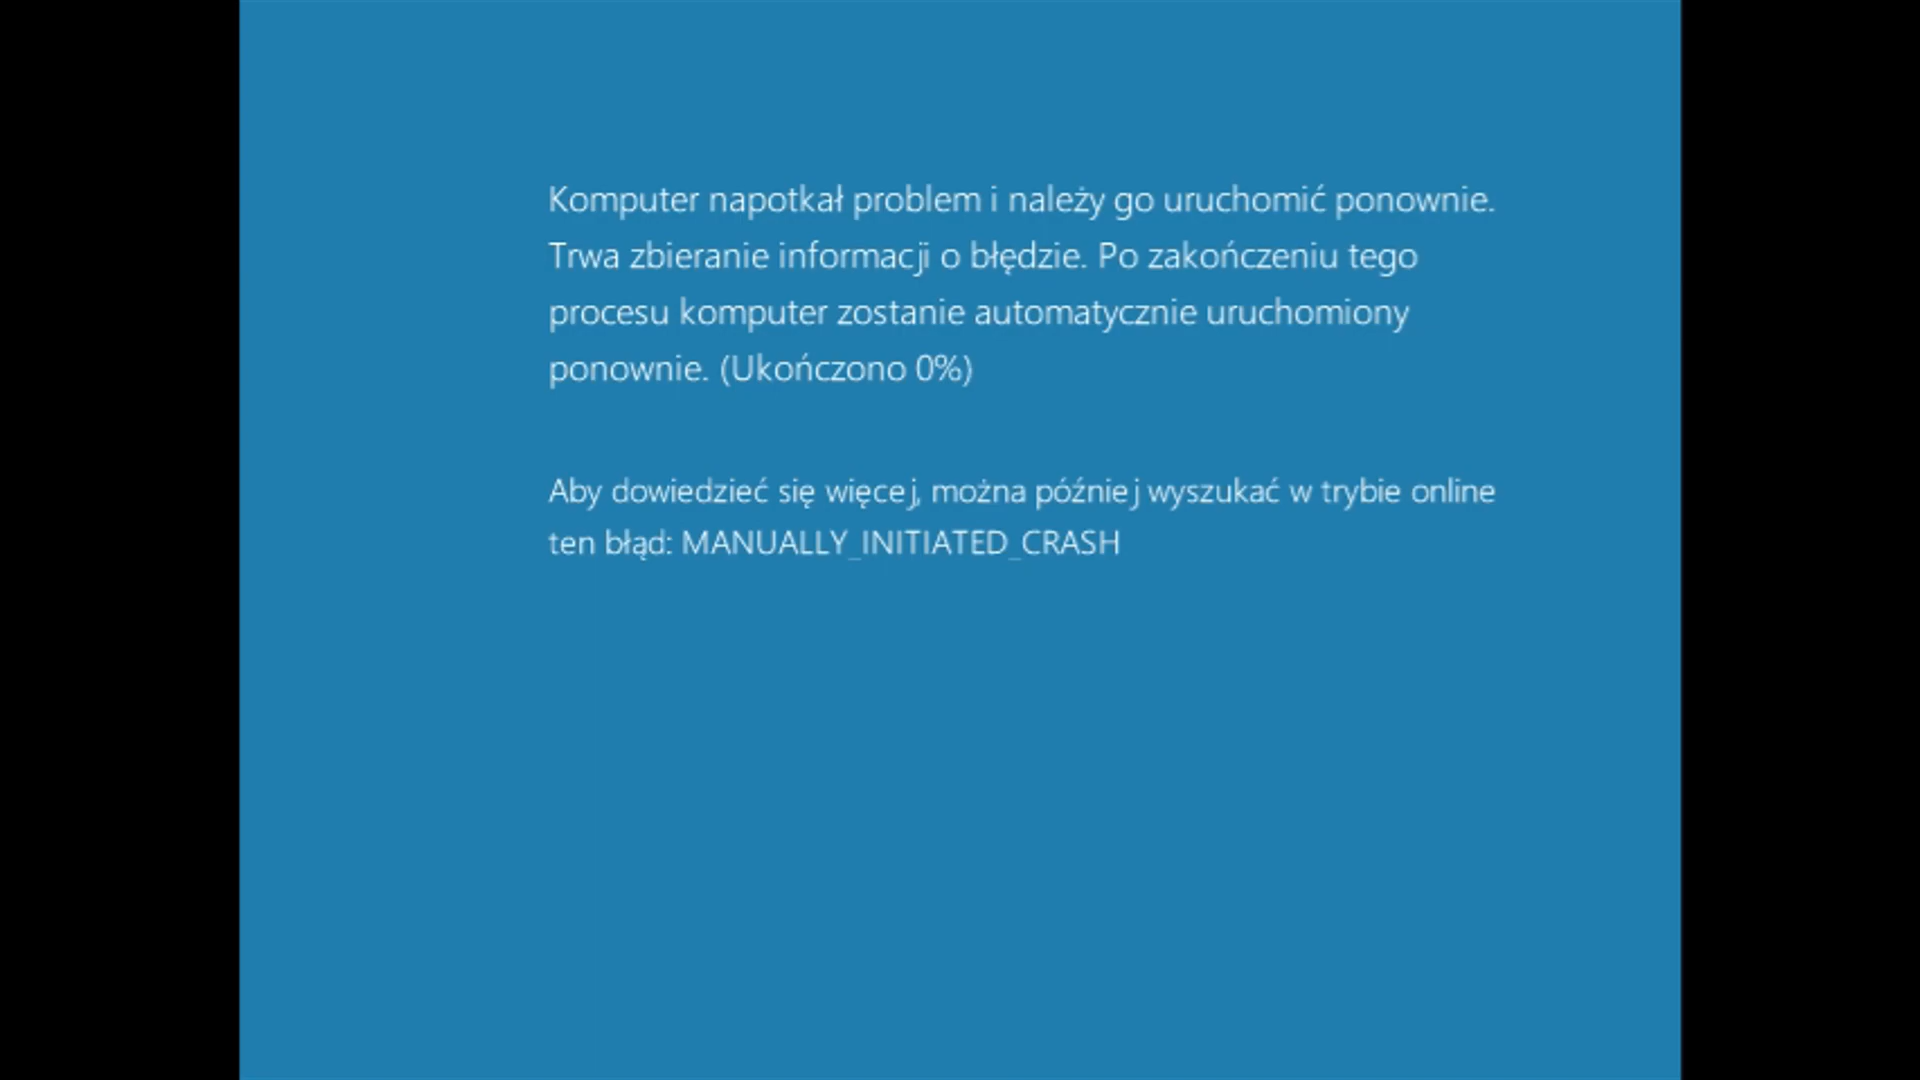 Komputer napotkał problem i należy go uruchomić ponownie.
Trwa zbieranie informacji o błędzie. Po zakończeniu tego
procesu komputer zostanie automatycznie uruchomiony
ponownie. (Ukończono 0%)
Aby dowiedzieć się więcej, można później wyszukać w trybie online
ten błąd: MANUALLY_INITIATED_CRASH